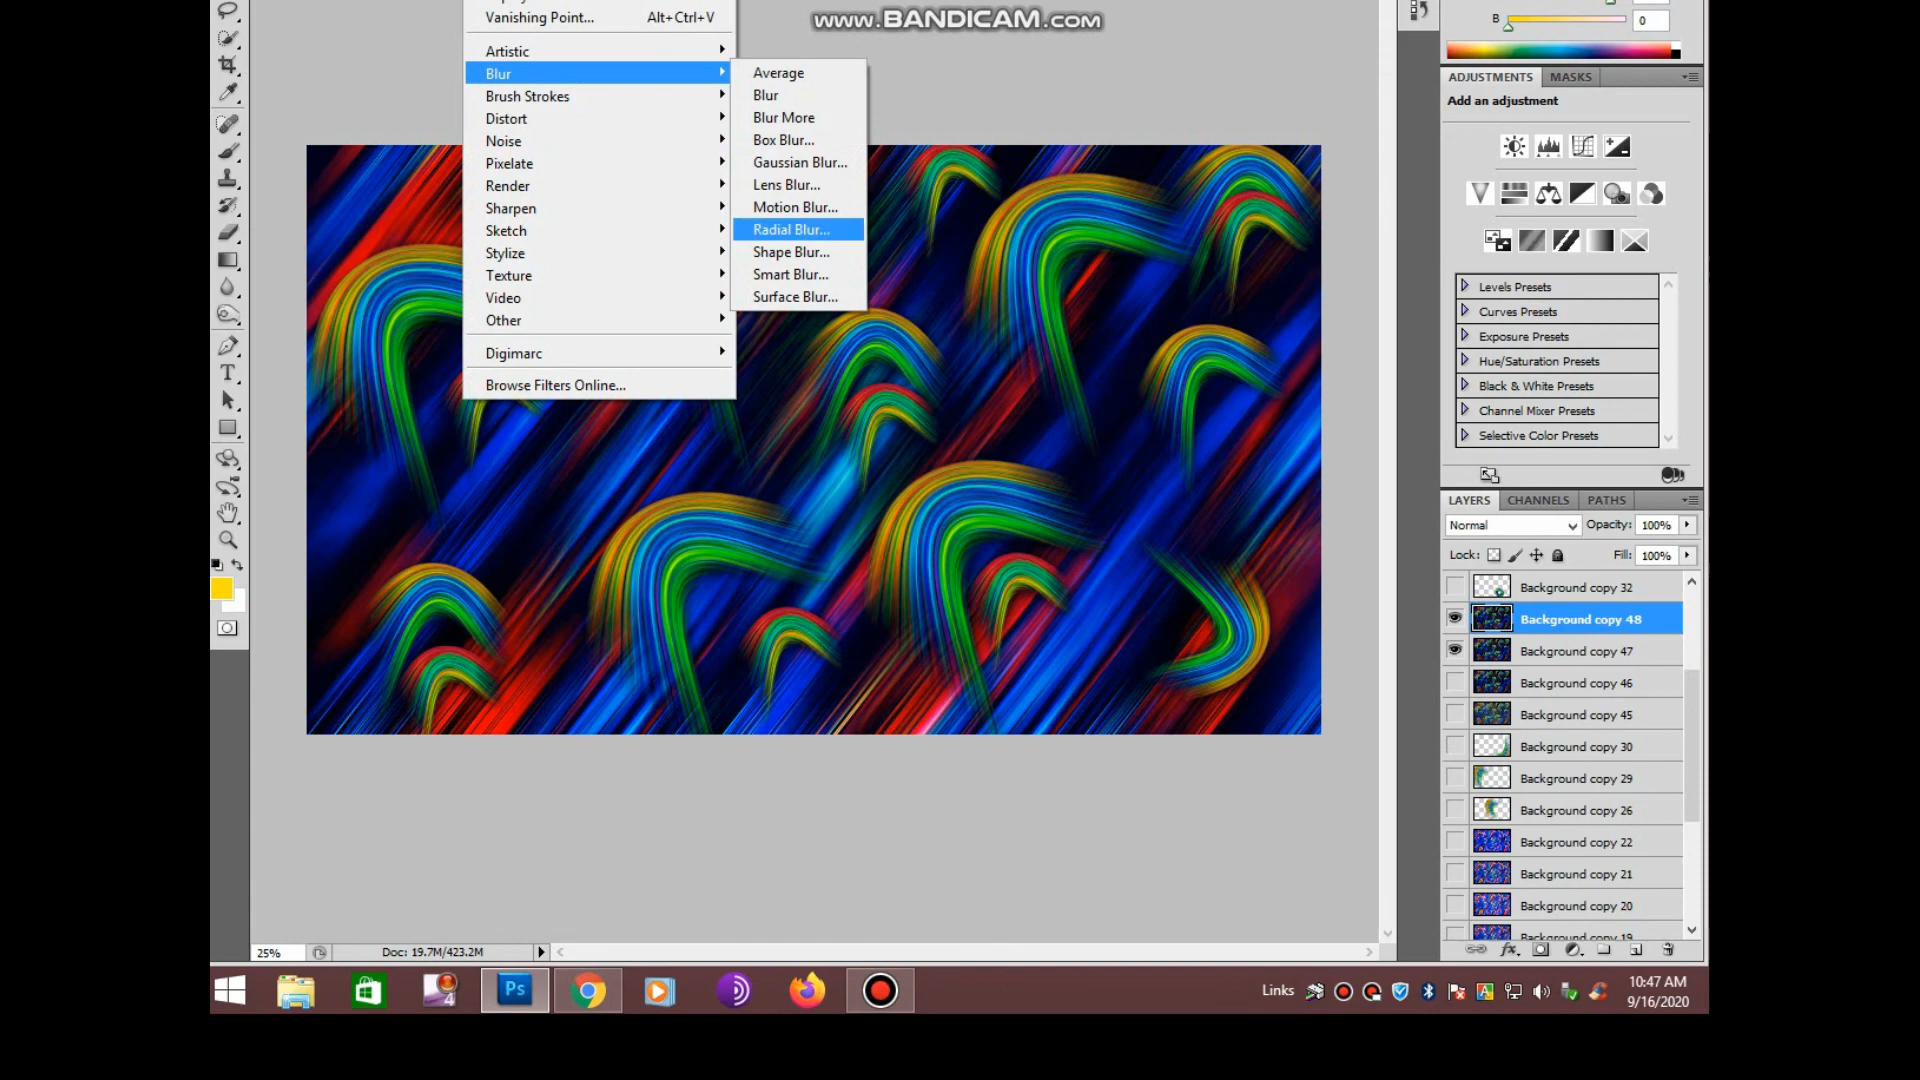 www.BANDICAM.com
Vanishing Point... Alt+Ctrl+V
Artistic
Blur
Brush Strokes
Distort
Noise
Pixelate
Render
Sharpen
Sketch
Stylize
Texture
Video
Other
Digimarc
Browse Filters Online...
Average
Blur
Blur More
Box Blur...
Gaussian Blur...
Lens Blur...
Motion Blur...
Radial Blur...
Shape Blur...
Smart Blur...
Surface Blur...
B 0
ADJUSTMENTS MASKS
Add an adjustment
Levels Presets
Curves Presets
Exposure Presets
Hue/Saturation Presets
Black & White Presets
Channel Mixer Presets
Selective Color Presets
LAYERS CHANNELS PATHS
Normal Opacity: 100%
Lock: Fill: 100%
Background copy 32
Background copy 48
Background copy 47
Background copy 46
Background copy 45
Background copy 30
Background copy 29
Background copy 26
Background copy 22
Background copy 21
Background copy 20
Background copy 19
25% Doc: 19.7M/423.2M
4
Ps
Links
10:47 AM
9/16/2020